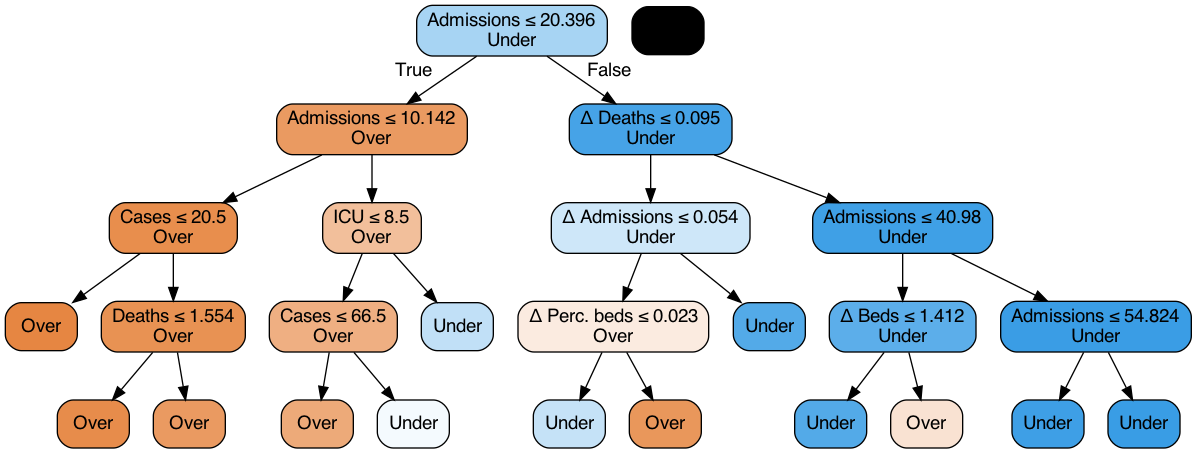 Admissions ≤ 20.396
Under
True
False
Admissions ≤ 10.142
Over
Δ Deaths ≤ 0.095
Under
Cases ≤ 20.5
Over
ICU ≤ 8.5
Over
Δ Admissions ≤ 0.054
Under
Admissions ≤ 40.98
Under
Over
Deaths ≤ 1.554
Over
Cases ≤ 66.5
Over
Under
Δ Perc. beds ≤ 0.023
Over
Under
Δ Beds ≤ 1.412
Under
Admissions ≤ 54.824
Under
Over
Over
Over
Under
Under
Over
Under
Over
Under
Under